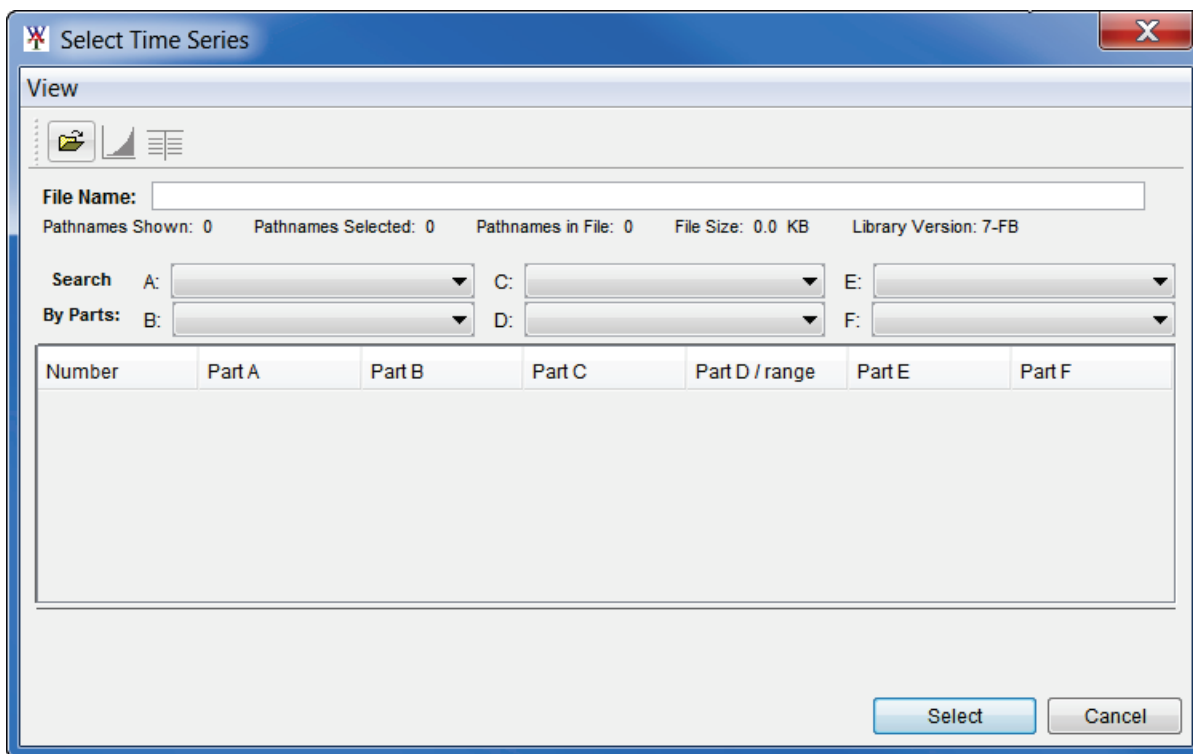 Select Time Series
View
File Name:
Pathnames Shown: 0 Pathnames Selected: 0 Pathnames in File: 0 File Size: 0.0 KB Library Version: 7-FB
Search A: C: E:
By Parts: B: D: F:
Number Part A Part B Part C Part D / range Part E Part F
Select Cancel